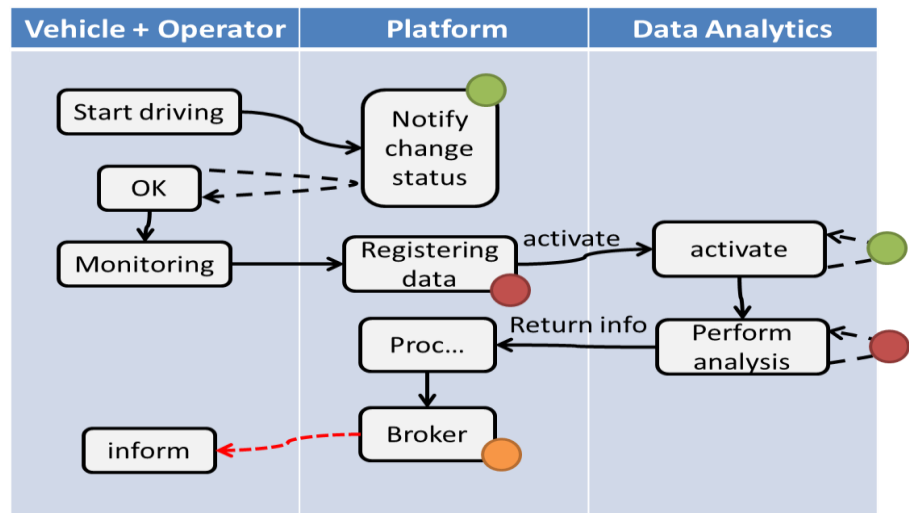 Vehicle + Operator
Platform
Data Analytics
Start driving
Notify
change
status
OK
Monitoring
Registering
data
activate
activate
Return info
Proc...
Perform
analysis
Broker
inform